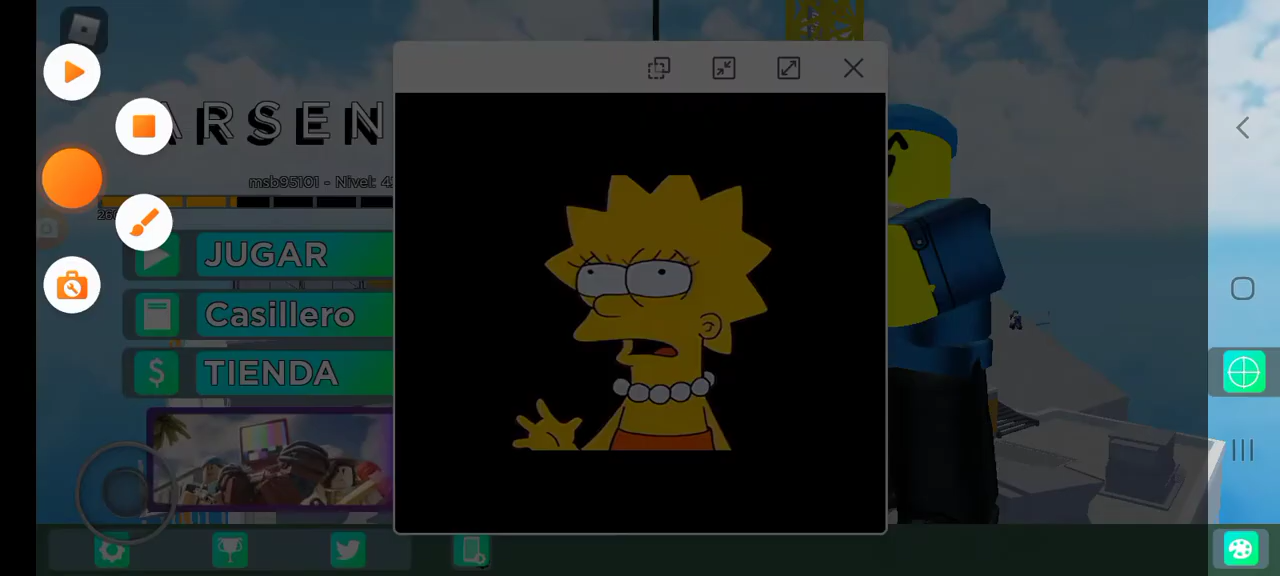 ARSEN
msb95101 - Nivel: 4
JUGAR
Casillero
TIENDA